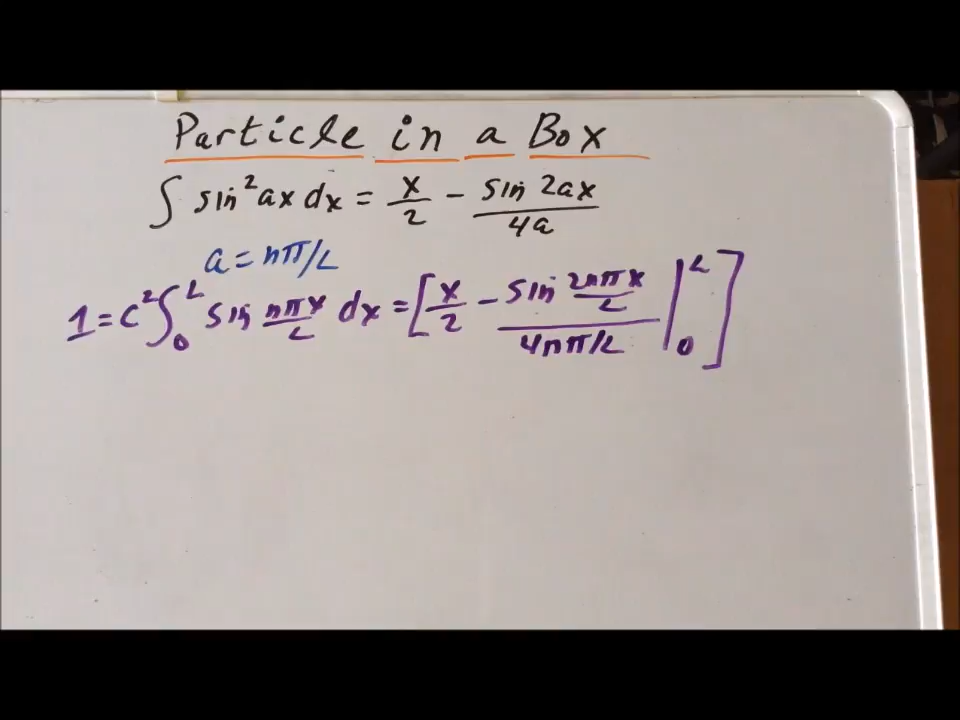 Particle in a Box
∫ sin²ax dx = x/2 - sin 2ax/4a
a = nπ/L
1 = c² ∫₀ᴸ sin nπx/L dx = [x/2 - sin 2nπx/L / 4nπ/L |₀ᴸ]